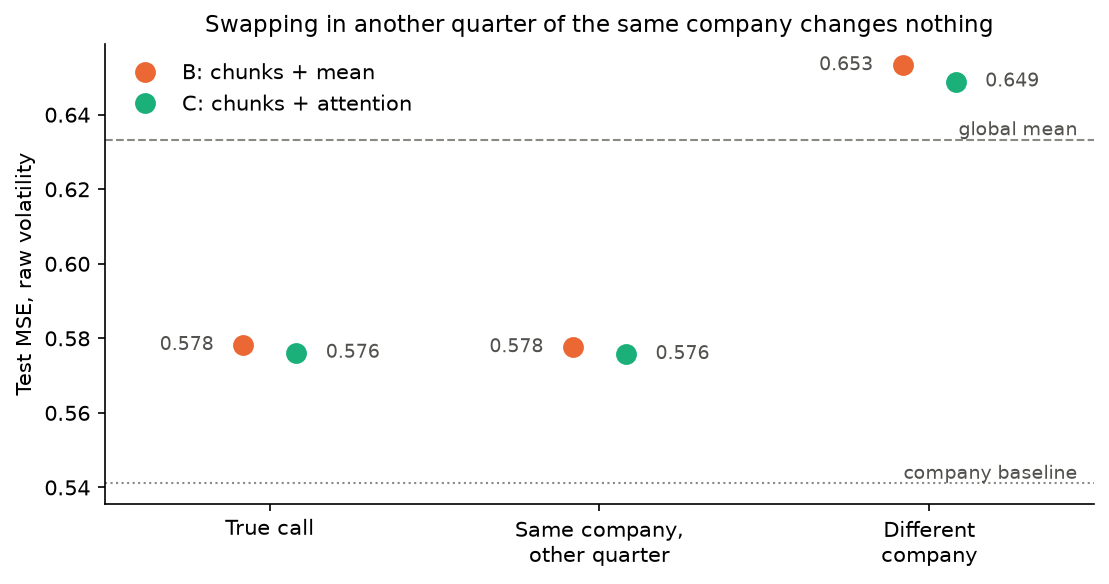 Swapping in another quarter of the same company changes nothing
B: chunks + mean
C: chunks + attention
Test MSE, raw volatility
0.64
0.62
0.60
0.58
0.56
0.54
0.653
0.649
global mean
0.578
0.576
0.578
0.576
company baseline
True call
Same company,
other quarter
Different
company